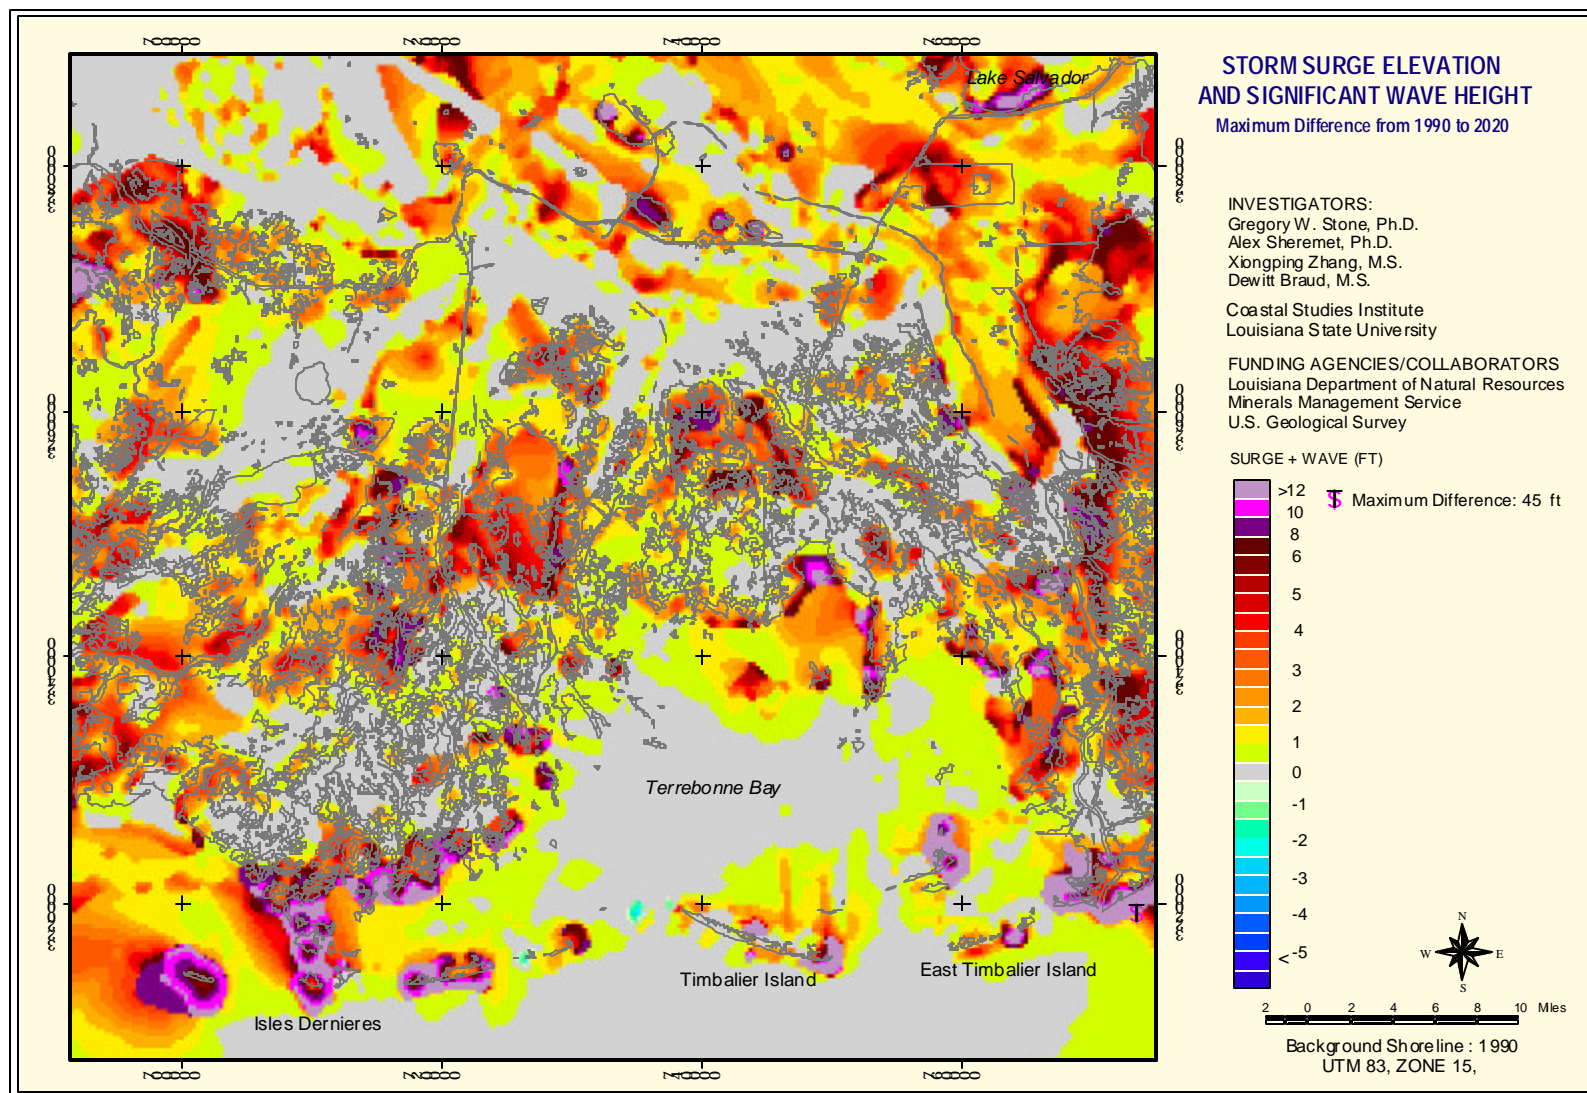 STORM SURGE ELEVATION
AND SIGNIFICANT WAVE HEIGHT
Maximum Difference from 1990 to 2020
INVESTIGATORS:
Gregory W. Stone, Ph.D.
Alex Sheremet, Ph.D.
Xiongping Zhang, M.S.
Dewitt Braud, M.S.
Coastal Studies Institute
Louisiana State University
FUNDING AGENCIES/COLLABORATORS
Louisiana Department of Natural Resources
Minerals Management Service
U.S. Geological Survey
SURGE + WAVE (FT)
>12
10
8
6
5
4
3
2
1
0
-1
-2
-3
-4
< -5
Maximum Difference: 45 ft
N
W E
S
2 0 2 4 6 8 10 Miles
Background Shoreline : 1990
UTM 83, ZONE 15,
Lake Salvador
Terrebonne Bay
Timbalier Island
East Timbalier Island
Isles Dernieres